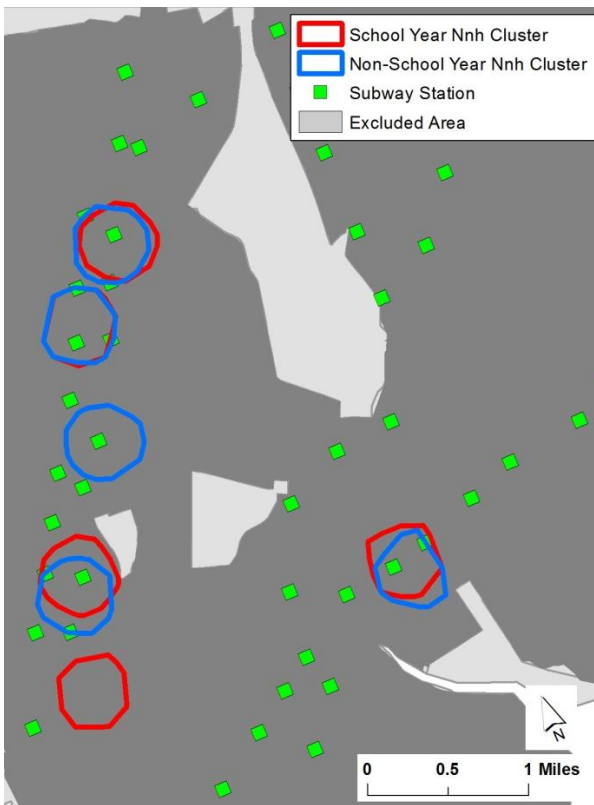 School Year Nnh Cluster
Non-School Year Nnh Cluster
Subway Station
Excluded Area
N
0 0.5 1 Miles